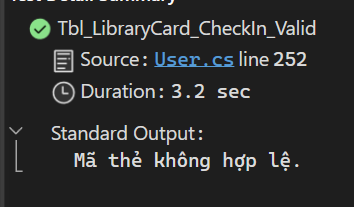 Tbl_LibraryCard_CheckIn_Valid
Source: User.cs line 252
Duration: 3.2 sec
Standard Output:
Mã thẻ không hợp lệ.